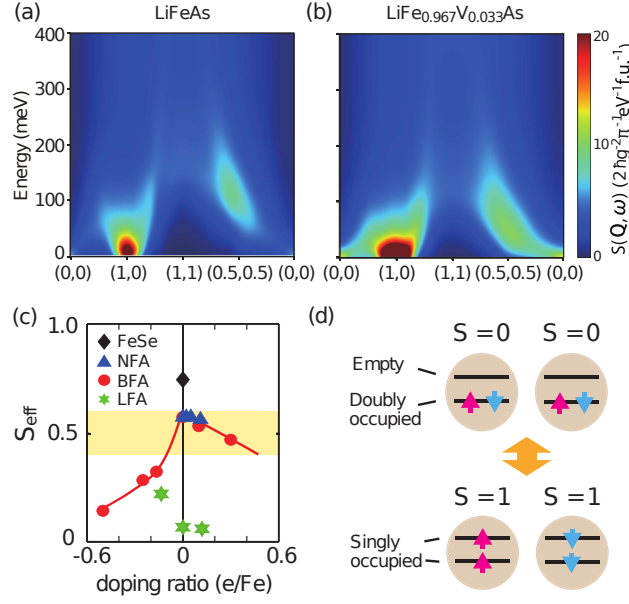 (a) LiFeAs
(b) LiFe0.967V0.033As
400
300
200
100
0
Energy (meV)
(0,0) (1,0) (1,1) (0.5,0.5) (0,0)
(0,0) (1,0) (1,1) (0.5,0.5) (0,0)
20
10
0
S(Q,ω) (2ħg⁻²π⁻¹eV⁻¹f.u.⁻¹)
(c)
1.0
0.5
0
Seff
FeSe
NFA
BFA
LFA
-0.6 0 0.6
doping ratio (e/Fe)
(d)
S =0 S =0
Empty
Doubly
occupied
S =1 S =1
Singly
occupied